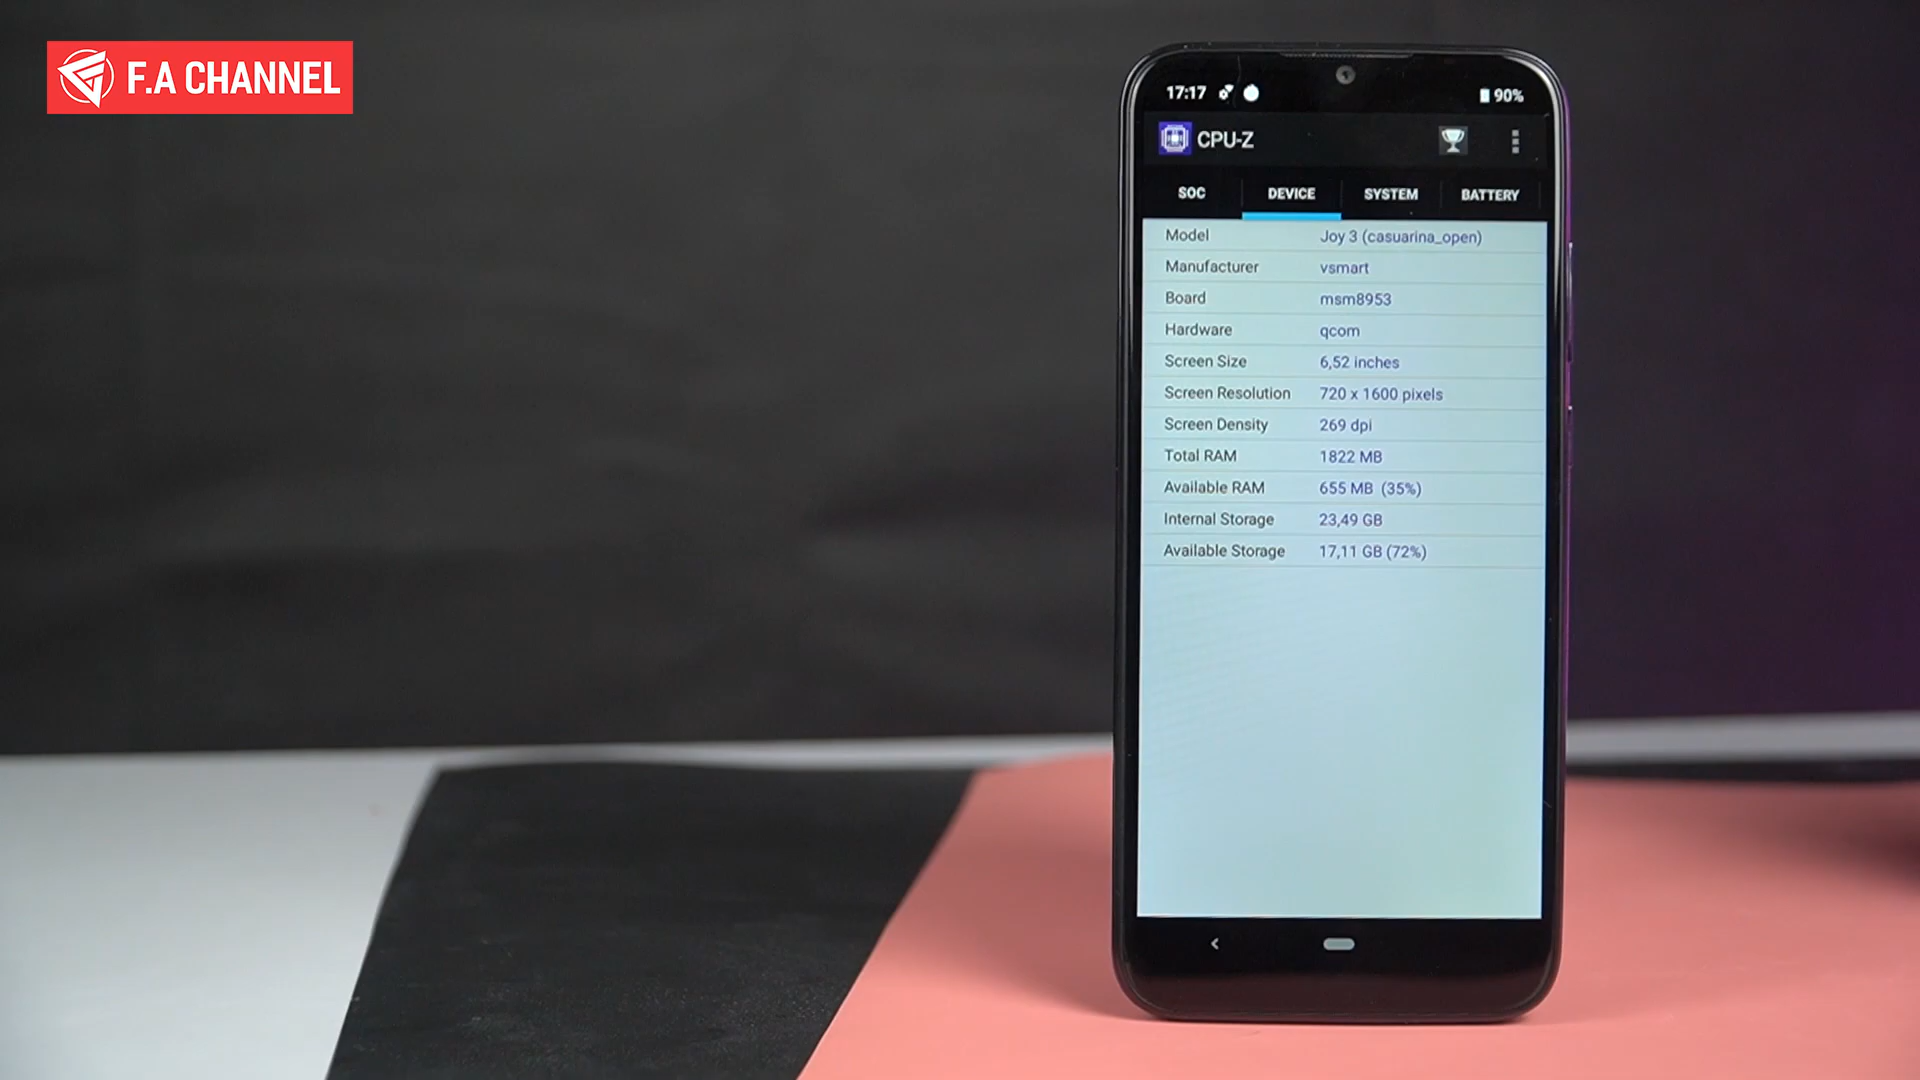 F.A CHANNEL
17:17 90%
CPU-Z
SOC DEVICE SYSTEM BATTERY
Model Joy 3 (casuarina_open)
Manufacturer vsmart
Board msm8953
Hardware qcom
Screen Size 6,52 inches
Screen Resolution 720 x 1600 pixels
Screen Density 269 dpi
Total RAM 1822 MB
Available RAM 655 MB (35%)
Internal Storage 23,49 GB
Available Storage 17,11 GB (72%)